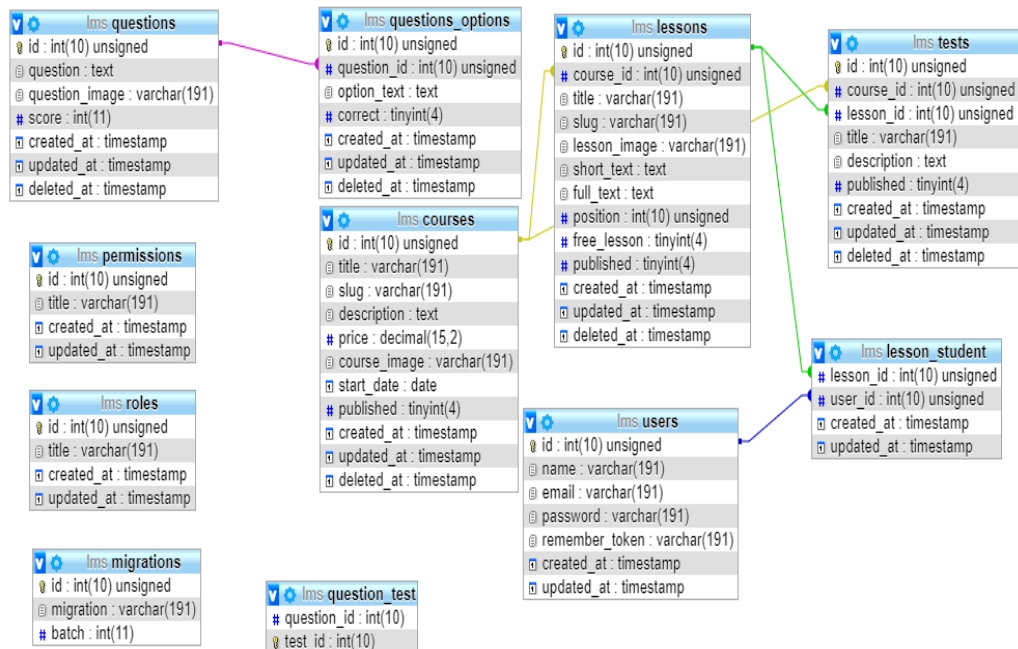 lms questions
id : int(10) unsigned
question : text
question_image : varchar(191)
score : int(11)
created_at : timestamp
updated_at : timestamp
deleted_at : timestamp
lms questions_options
id : int(10) unsigned
question_id : int(10) unsigned
option_text : text
correct : tinyint(4)
created_at : timestamp
updated_at : timestamp
deleted_at : timestamp
lms lessons
id : int(10) unsigned
course_id : int(10) unsigned
title : varchar(191)
slug : varchar(191)
lesson_image : varchar(191)
short_text : text
full_text : text
position : int(10) unsigned
free_lesson : tinyint(4)
published : tinyint(4)
created_at : timestamp
updated_at : timestamp
deleted_at : timestamp
lms tests
id : int(10) unsigned
course_id : int(10) unsigned
lesson_id : int(10) unsigned
title : varchar(191)
description : text
published : tinyint(4)
created_at : timestamp
updated_at : timestamp
deleted_at : timestamp
lms permissions
id : int(10) unsigned
title : varchar(191)
created_at : timestamp
updated_at : timestamp
lms courses
id : int(10) unsigned
title : varchar(191)
slug : varchar(191)
description : text
price : decimal(15,2)
course_image : varchar(191)
start_date : date
published : tinyint(4)
created_at : timestamp
updated_at : timestamp
deleted_at : timestamp
lms lesson_student
lesson_id : int(10) unsigned
user_id : int(10) unsigned
created_at : timestamp
updated_at : timestamp
lms roles
id : int(10) unsigned
title : varchar(191)
created_at : timestamp
updated_at : timestamp
lms users
id : int(10) unsigned
name : varchar(191)
email : varchar(191)
password : varchar(191)
remember_token : varchar(191)
created_at : timestamp
updated_at : timestamp
lms migrations
id : int(10) unsigned
migration : varchar(191)
batch : int(11)
lms question_test
question_id : int(10)
test_id : int(10)